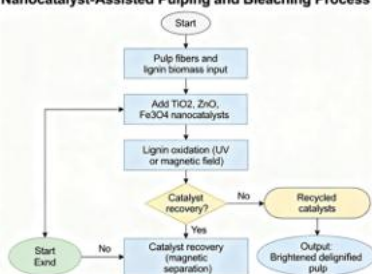 Nanocatalyst-Assisted Pulping and Bleaching Process
Start
Pulp fibers and
lignin biomass input
Add TiO2, ZnO,
Fe3O4 nanocatalysts
Lignin oxidation (UV
or magnetic field)
Catalyst
recovery?
No
Recycled
catalysts
Yes
Start
Exnd
No
Catalyst recovery
(magnetic
separation)
Output:
Brightened delignified
pulp